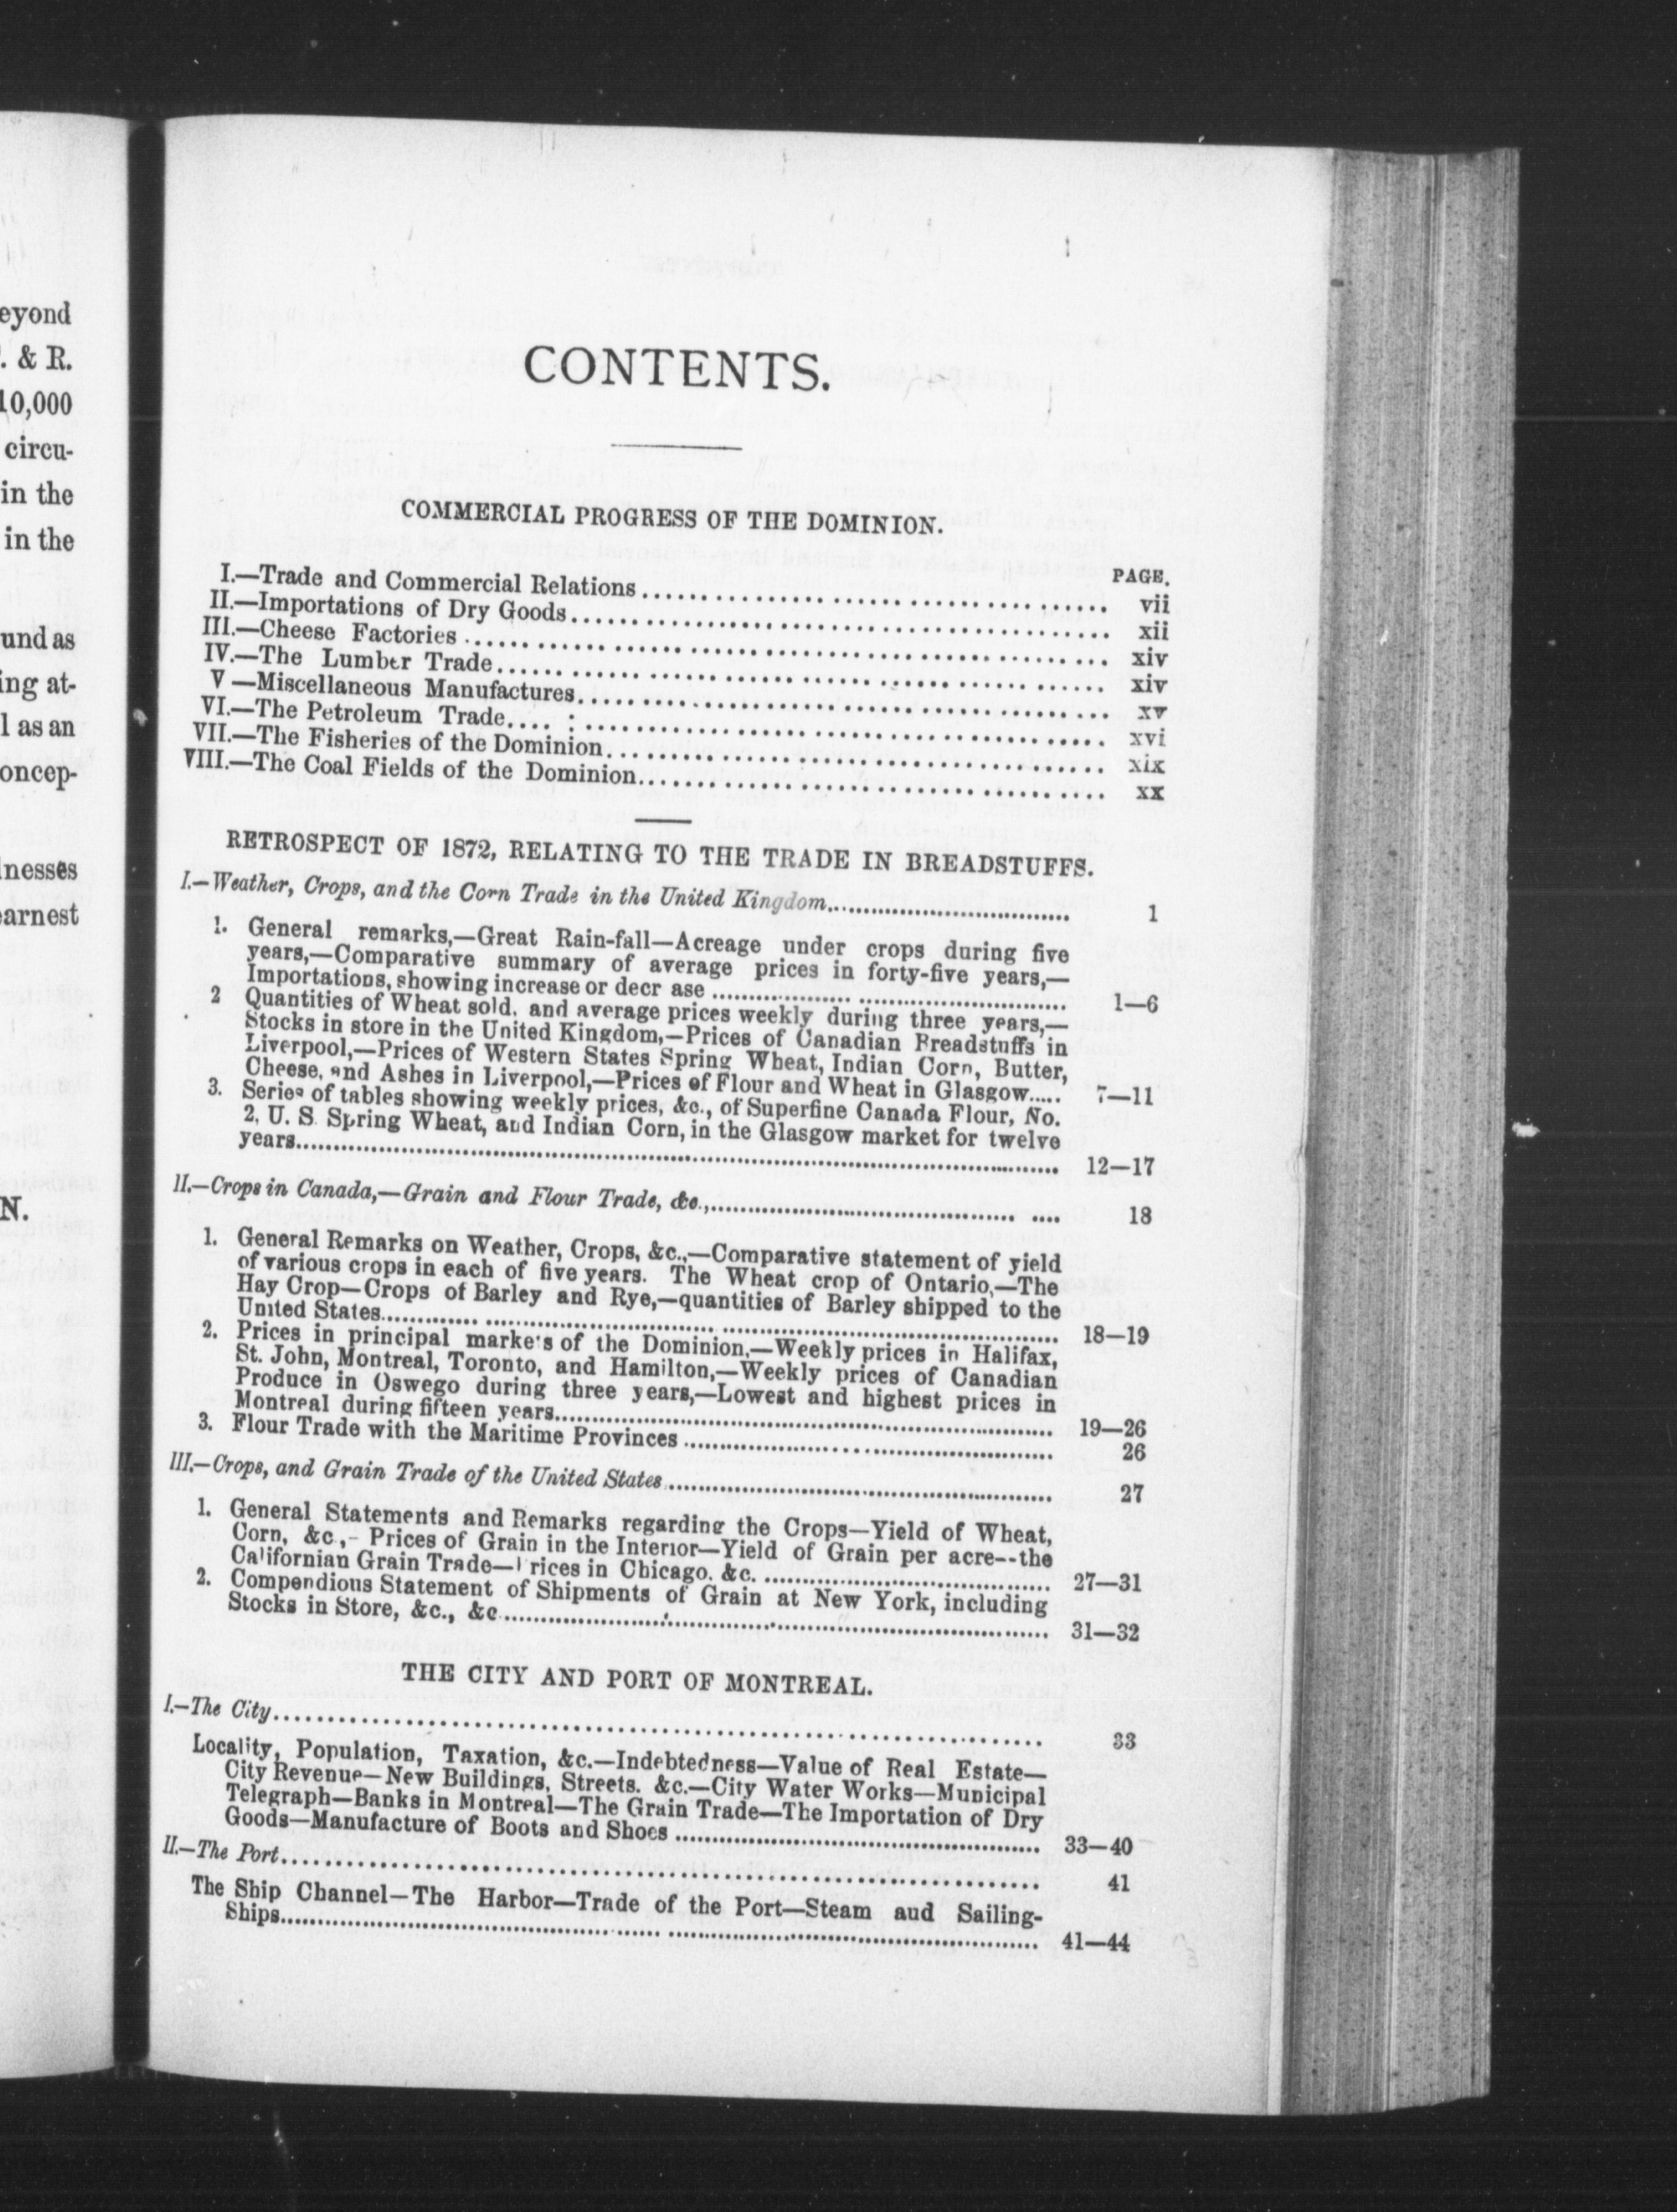 eyond
. & R.
10,000
circu-
in the
in the
und as
ing at-
l as an
oncep-
nesses
earnest
N.
CONTENTS.
COMMERCIAL PROGRESS OF THE DOMINION.
PAGE.
I.—Trade and Commercial Relations........ vii
II.—Importations of Dry Goods........ xii
III.—Cheese Factories........ xiv
IV.—The Lumber Trade........ xiv
V —Miscellaneous Manufactures........ xv
VI.—The Petroleum Trade........ xvi
VII.—The Fisheries of the Dominion........ xix
VIII.—The Coal Fields of the Dominion........ xx
RETROSPECT OF 1872, RELATING TO THE TRADE IN BREADSTUFFS.
I.—Weather, Crops, and the Corn Trade in the United Kingdom........ 1
1. General remarks,—Great Rain-fall—Acreage under crops during five
years,—Comparative summary of average prices in forty-five years,—
Importations, showing increase or decr ase........ 1—6
2 Quantities of Wheat sold, and average prices weekly during three years,—
Stocks in store in the United Kingdom,—Prices of Canadian Breadstuffs in
Liverpool,—Prices of Western States Spring Wheat, Indian Corn, Butter,
Cheese, and Ashes in Liverpool,—Prices of Flour and Wheat in Glasgow..... 7—11
3. Series of tables showing weekly prices, &c., of Superfine Canada Flour, No.
2, U. S. Spring Wheat, and Indian Corn, in the Glasgow market for twelve
years........ 12—17
II.—Crops in Canada,—Grain and Flour Trade, &c.,........ 18
1. General Remarks on Weather, Crops, &c.,—Comparative statement of yield
of various crops in each of five years. The Wheat crop of Ontario,—The
Hay Crop—Crops of Barley and Rye,—quantities of Barley shipped to the
United States........ 18—19
2. Prices in principal marke's of the Dominion,—Weekly prices in Halifax,
St. John, Montreal, Toronto, and Hamilton,—Weekly prices of Canadian
Produce in Oswego during three years,—Lowest and highest prices in
Montreal during fifteen years........ 19—26
3. Flour Trade with the Maritime Provinces........ 26
III.—Crops, and Grain Trade of the United States........ 27
1. General Statements and Remarks regarding the Crops—Yield of Wheat,
Corn, &c.,- Prices of Grain in the Interior—Yield of Grain per acre--the
Californian Grain Trade—Prices in Chicago. &c. ........ 27—31
2. Compendious Statement of Shipments of Grain at New York, including
Stocks in Store, &c., &c........ 31—32
THE CITY AND PORT OF MONTREAL.
I.—The City........ 33
Locality, Population, Taxation, &c.—Indebtedness—Value of Real Estate—
City Revenue—New Buildings, Streets. &c.—City Water Works—Municipal
Telegraph—Banks in Montreal—The Grain Trade—The Importation of Dry
Goods—Manufacture of Boots and Shoes........ 33—40
II.—The Port........ 41
The Ship Channel—The Harbor—Trade of the Port—Steam and Sailing-
Ships........ 41—44